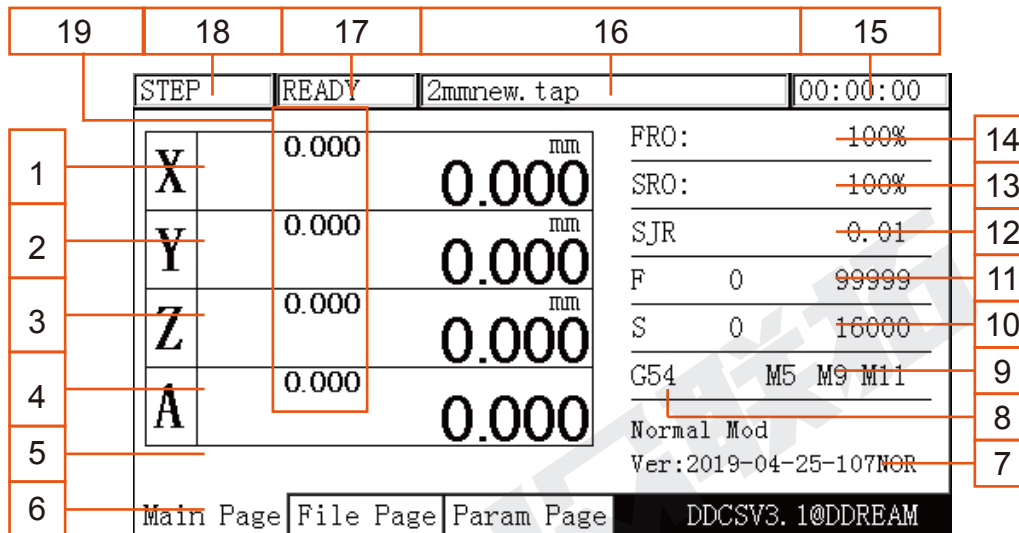 19 18 17 16 15
STEP READY 2mmnew.tap 00:00:00
1 X 0.000 mm 0.000
2 Y 0.000 mm 0.000
3 Z 0.000 mm 0.000
4 A 0.000 0.000
5
6
FRO: 100% 14
SRO: 100% 13
SJR 0.01 12
F 0 99999 11
S 0 16000 10
G54 M5 M9 M11 9
8
Normal Mod
Ver:2019-04-25-107NOR 7
Main Page File Page Param Page DDCSV3.1@DDREAM